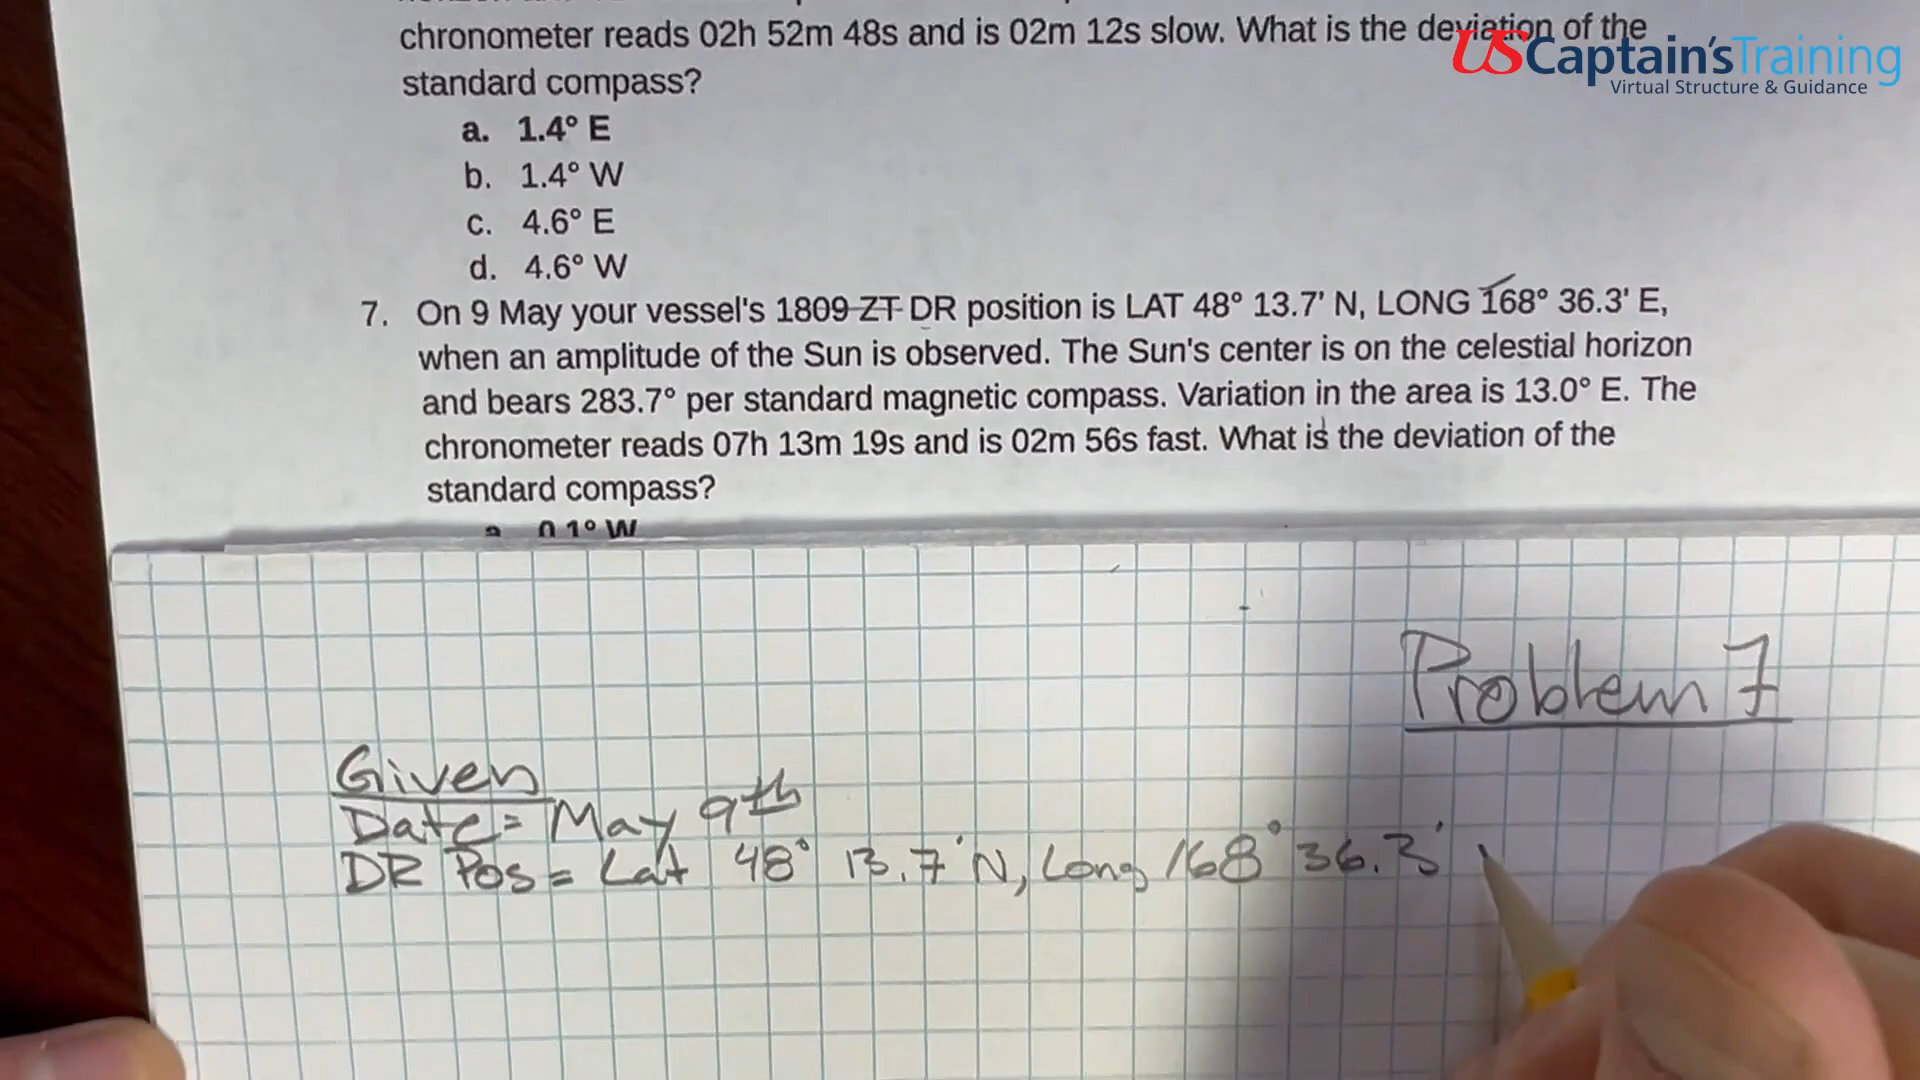 chronometer reads 02h 52m 48s and is 02m 12s slow. What is the deviation of the
standard compass?
USCaptain'sTraining
Virtual Structure & Guidance
a. 1.4° E
b. 1.4° W
c. 4.6° E
d. 4.6° W
7. On 9 May your vessel's 1809 ZT DR position is LAT 48° 13.7' N, LONG 168° 36.3' E,
when an amplitude of the Sun is observed. The Sun's center is on the celestial horizon
and bears 283.7° per standard magnetic compass. Variation in the area is 13.0° E. The
chronometer reads 07h 13m 19s and is 02m 56s fast. What is the deviation of the
standard compass?
a. 0.1° W
Problem 7
Given
Date = May 9th
DR Pos = Lat 48° 13.7' N, Long 168° 36.3'